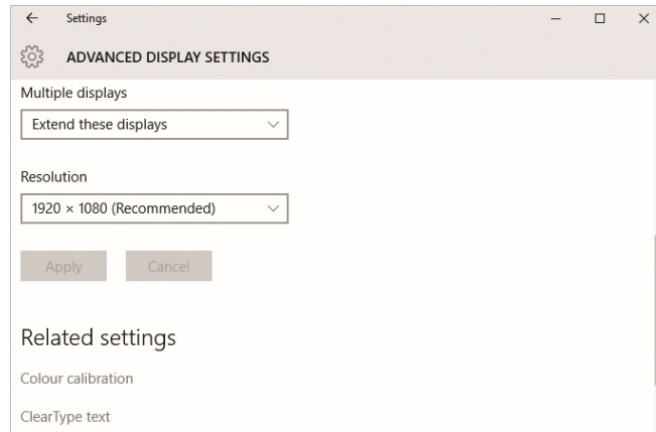 Settings
ADVANCED DISPLAY SETTINGS
Multiple displays
Extend these displays
Resolution
1920 × 1080 (Recommended)
Apply Cancel
Related settings
Colour calibration
ClearType text